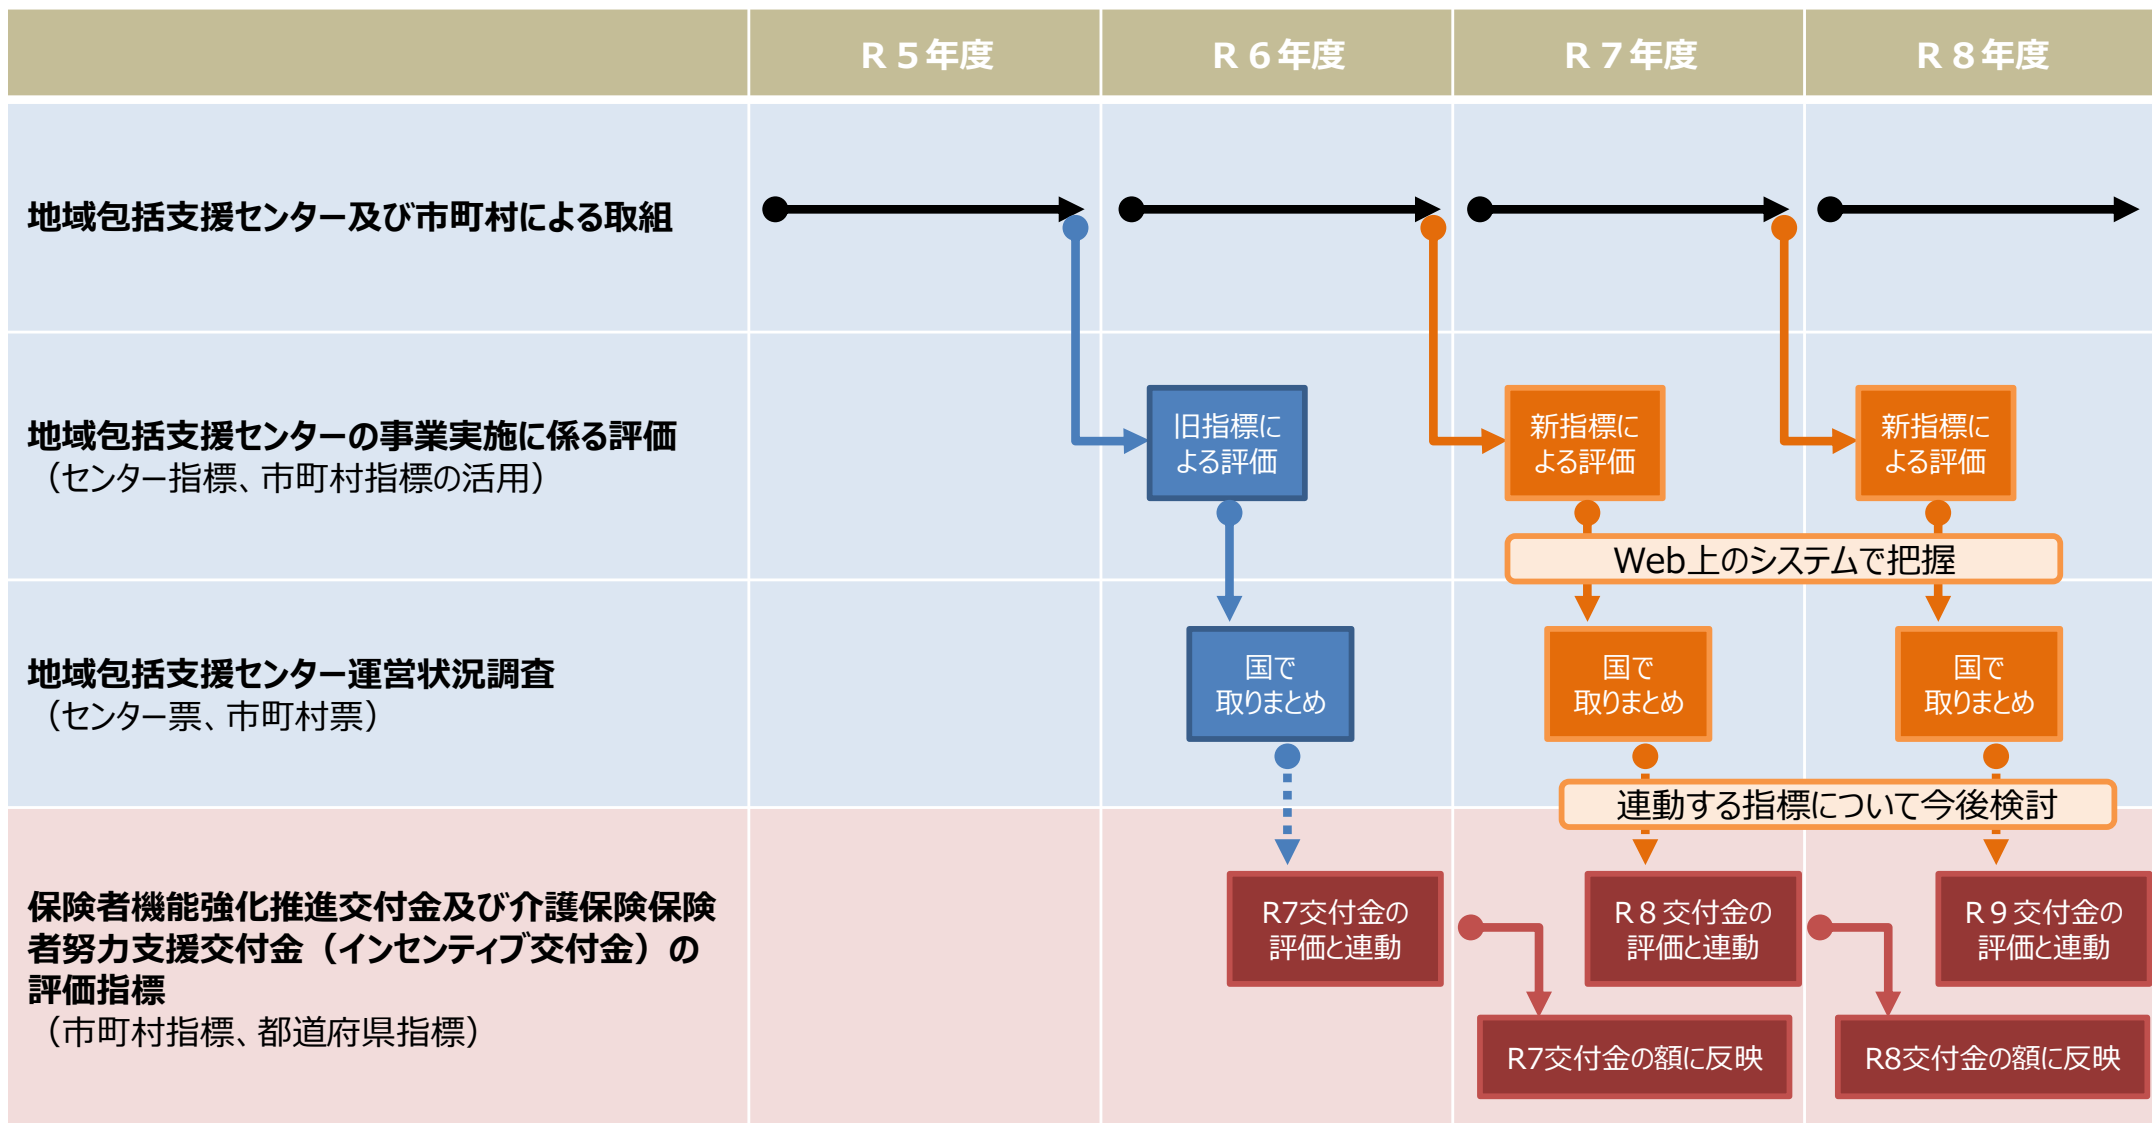 R５年度
R６年度
R７年度
R８年度
地域包括支援センター及び市町村による取組
地域包括支援センターの事業実施に係る評価
（センター指標、市町村指標の活用）
旧指標に
よる評価
新指標に
よる評価
新指標に
よる評価
Web上のシステムで把握
地域包括支援センター運営状況調査
（センター票、市町村票）
国で
取りまとめ
国で
取りまとめ
国で
取りまとめ
連動する指標について今後検討
保険者機能強化推進交付金及び介護保険保険
者努力支援交付金（インセンティブ交付金）の
評価指標
（市町村指標、都道府県指標）
R7交付金の
評価と連動
R８交付金の
評価と連動
R９交付金の
評価と連動
R7交付金の額に反映
R8交付金の額に反映